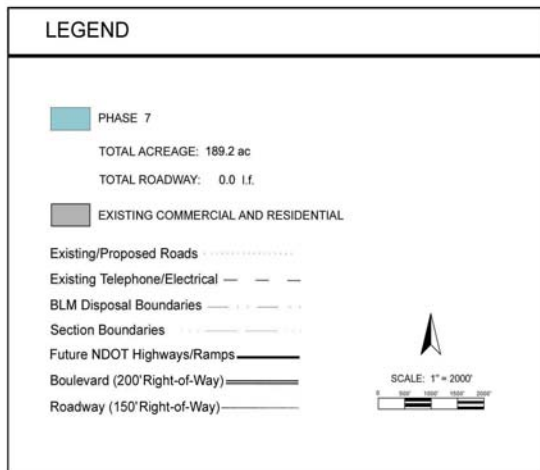 LEGEND
PHASE 7
TOTAL ACREAGE: 189.2 ac
TOTAL ROADWAY: 0.0 l.f.
EXISTING COMMERCIAL AND RESIDENTIAL
Existing/Proposed Roads
Existing Telephone/Electrical
BLM Disposal Boundaries
Section Boundaries
Future NDOT Highways/Ramps
Boulevard (200'Right-of-Way)
Roadway (150'Right-of-Way)
SCALE: 1" = 2000'
0 500' 1000' 1500' 2000'